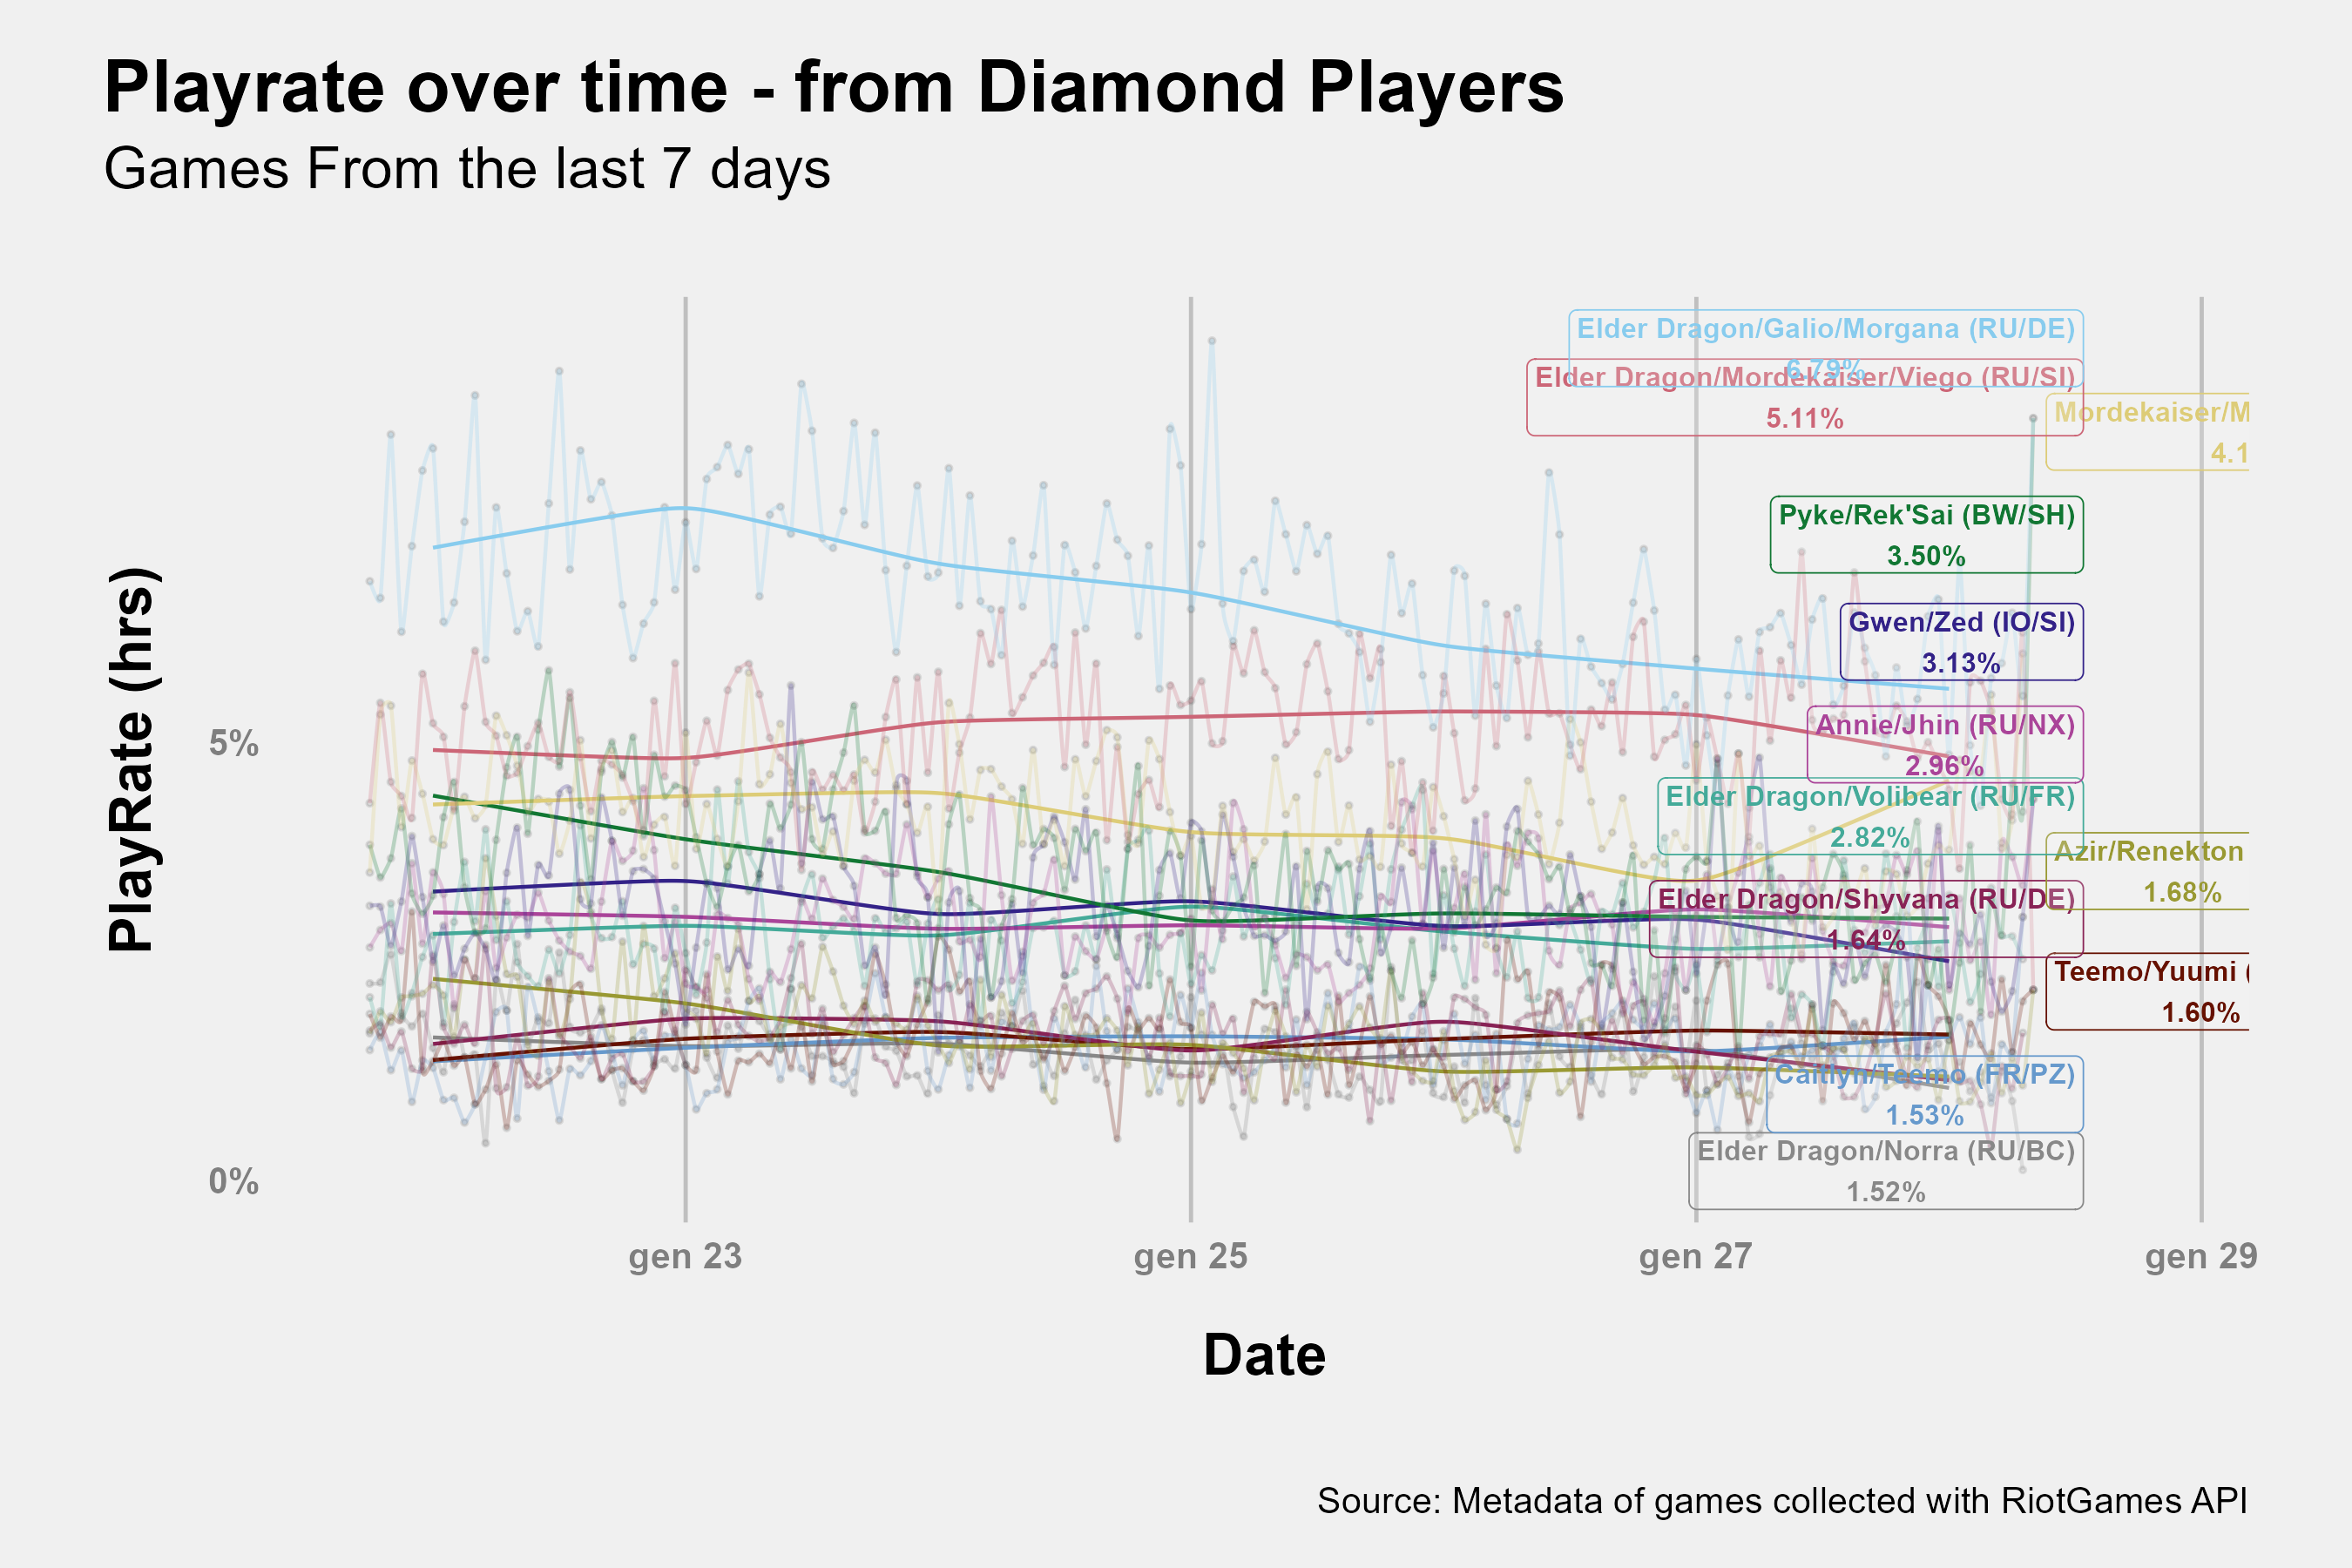 Playrate over time - from Diamond Players
Games From the last 7 days
PlayRate (hrs)
5%
0%
Elder Dragon/Galio/Morgana (RU/DE)
6.79%
Elder Dragon/Mordekaiser/Viego (RU/SI)
5.11%
Mordekaiser/M
4.1
Pyke/Rek'Sai (BW/SH)
3.50%
Gwen/Zed (IO/SI)
3.13%
Annie/Jhin (RU/NX)
2.96%
Elder Dragon/Volibear (RU/FR)
2.82%
Azir/Renekton
1.68%
Elder Dragon/Shyvana (RU/DE)
1.64%
Teemo/Yuumi (
1.60%
Caitlyn/Teemo (FR/PZ)
1.53%
Elder Dragon/Norra (RU/BC)
1.52%
gen 23
gen 25
gen 27
gen 29
Date
Source: Metadata of games collected with RiotGames API